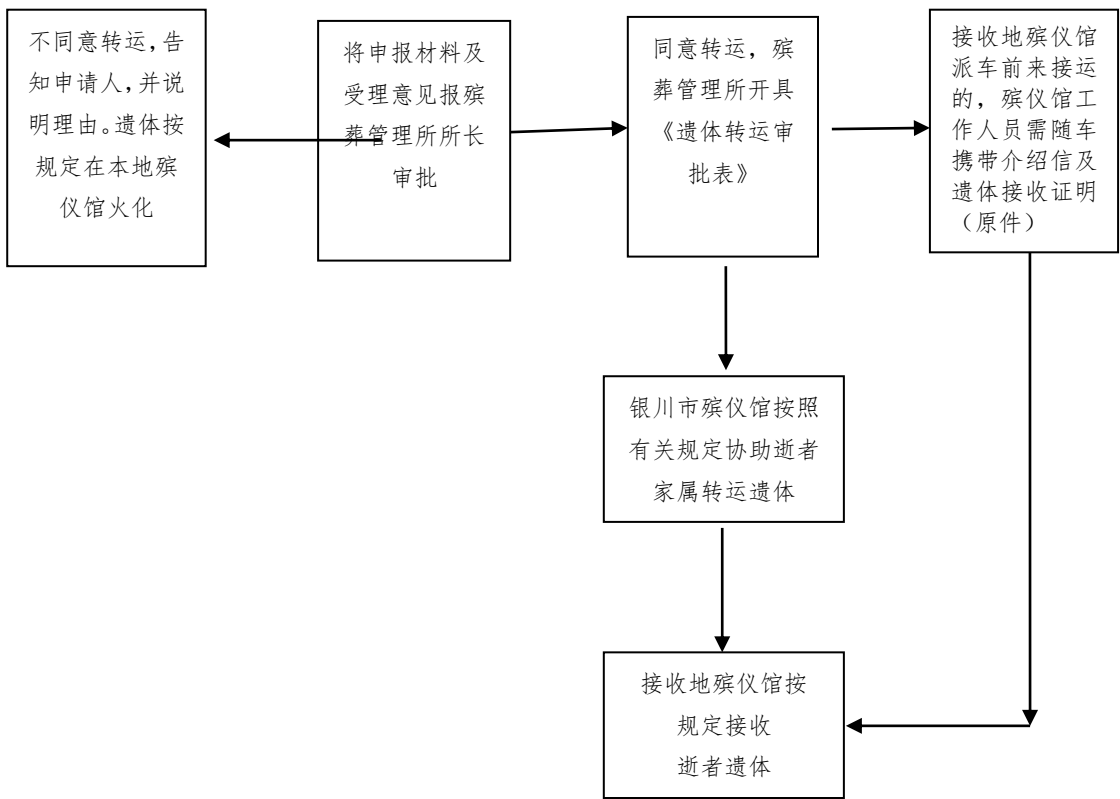 不同意转运，告
知申请人，并说
明理由。遗体按
规定在本地殡
仪馆火化
将申报材料及
受理意见报殡
葬管理所所长
审批
同意转运，殡
葬管理所开具
《遗体转运审
批表》
接收地殡仪馆
派车前来接运
的，殡仪馆工
作人员需随车
携带介绍信及
遗体接收证明
（原件）
银川市殡仪馆按照
有关规定协助逝者
家属转运遗体
接收地殡仪馆按
规定接收
逝者遗体